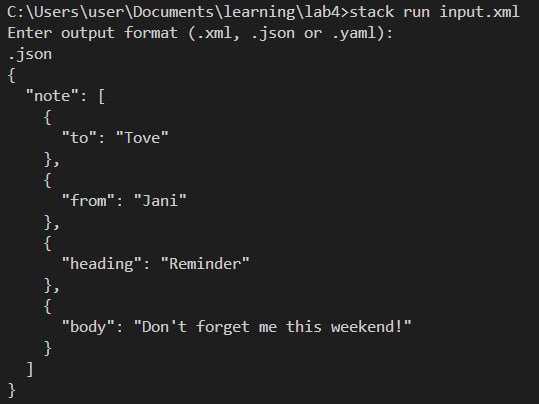 C:\Users\user\Documents\learning\lab4>stack run input.xml
Enter output format (.xml, .json or .yaml):
.json
{
  "note": [
    {
      "to": "Tove"
    },
    {
      "from": "Jani"
    },
    {
      "heading": "Reminder"
    },
    {
      "body": "Don't forget me this weekend!"
    }
  ]
}